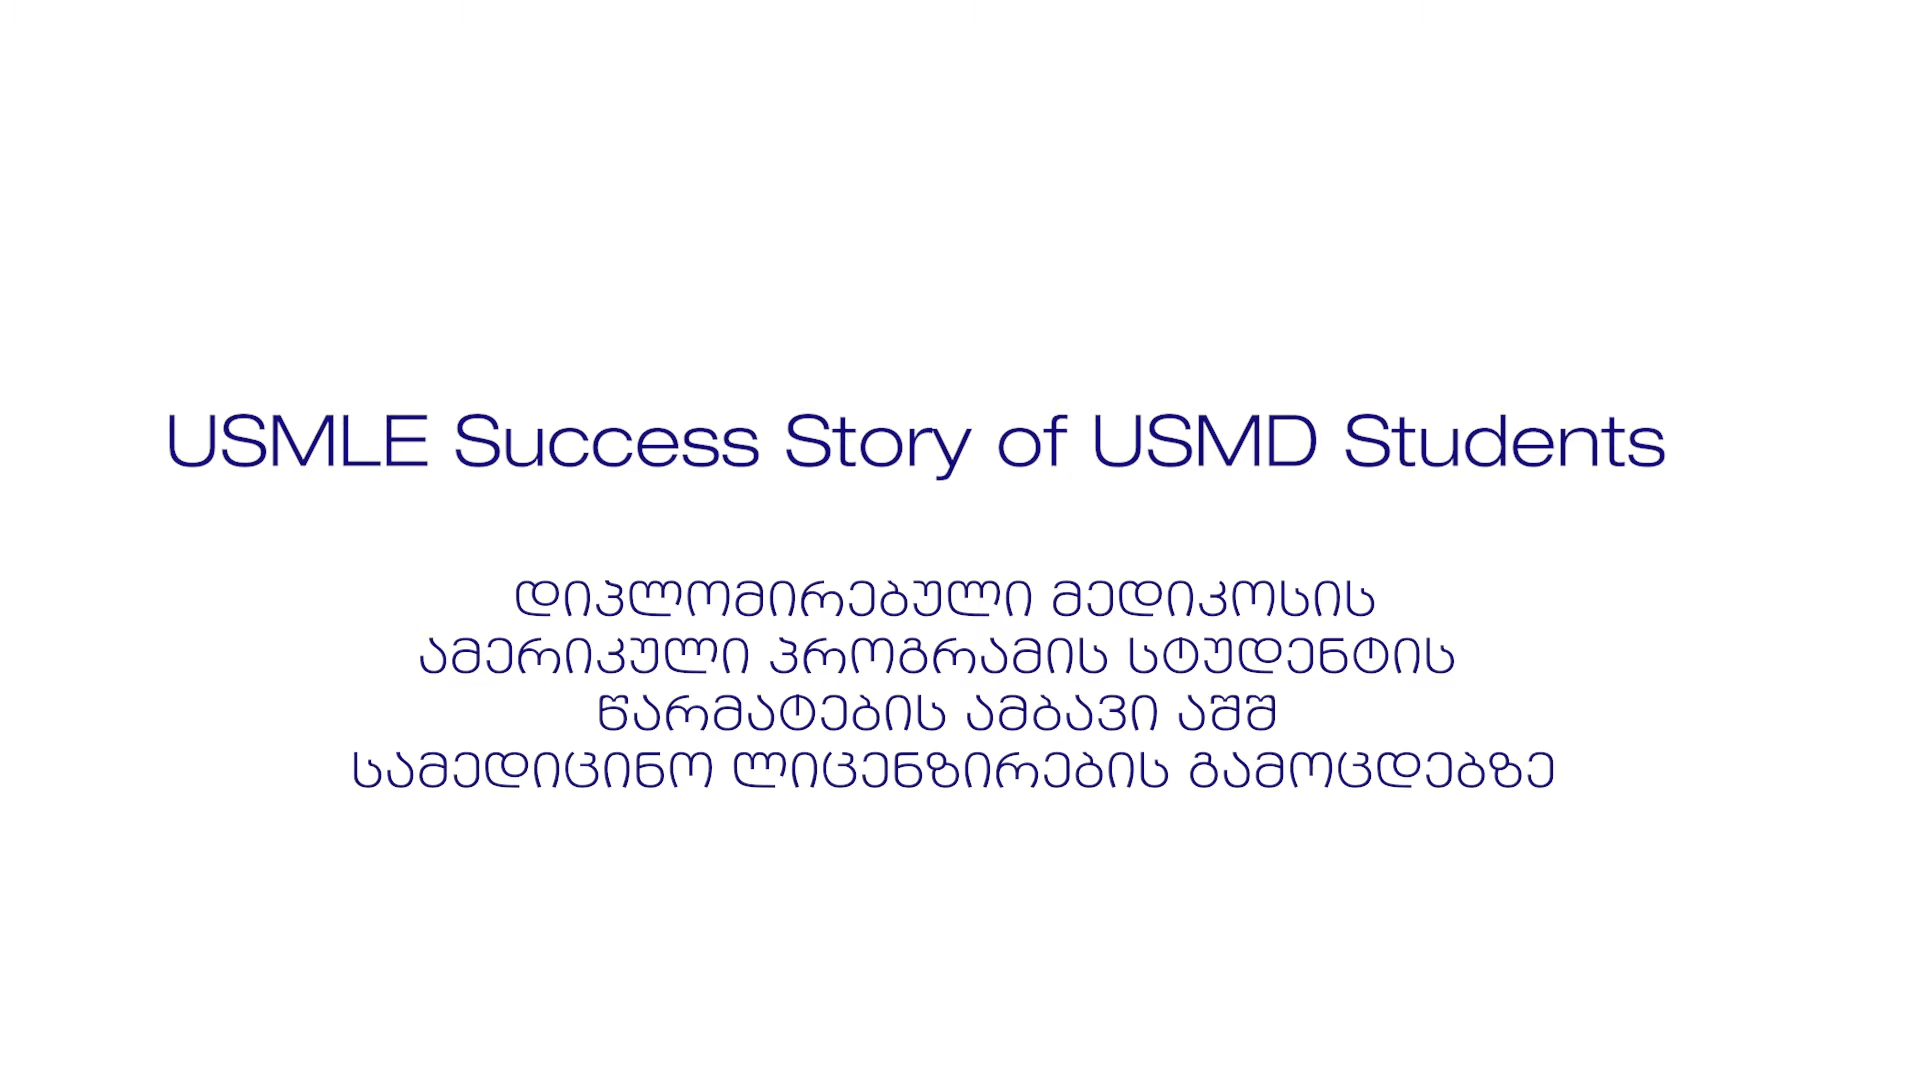 USMLE Success Story of USMD Students
დიპლომირებული მედიკოსის
ამერიკული პროგრამის სტუდენტის
წარმატების ამბავი აშშ
სამედიცინო ლიცენზირების გამოცდებზე